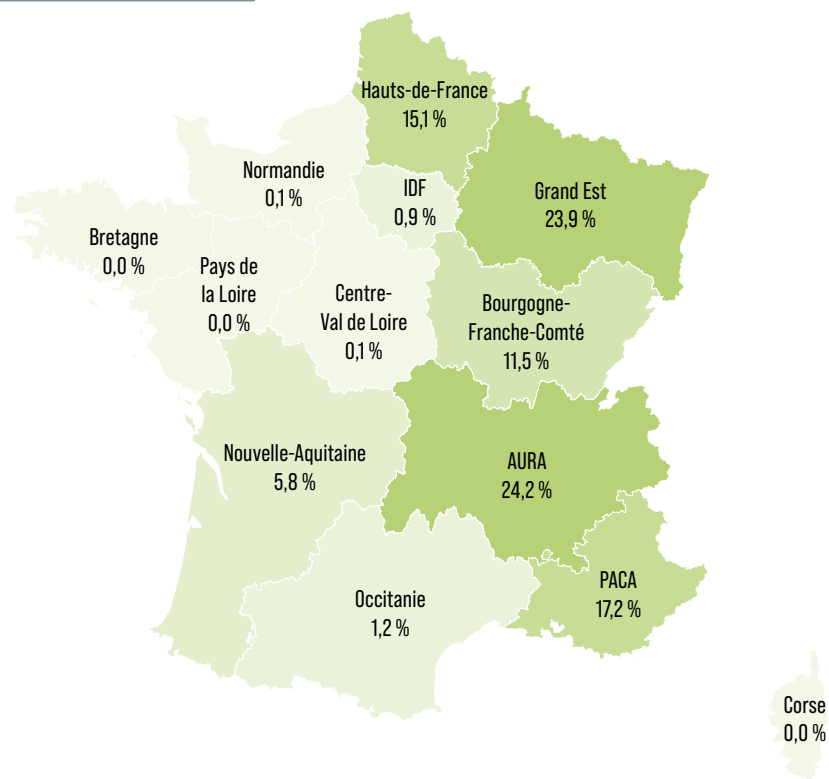 Hauts-de-France
15,1 %
Normandie
0,1 %
IDF
0,9 %
Grand Est
23,9 %
Bretagne
0,0 %
Pays de
la Loire
0,0 %
Centre-
Val de Loire
0,1 %
Bourgogne-
Franche-Comté
11,5 %
Nouvelle-Aquitaine
5,8 %
AURA
24,2 %
PACA
17,2 %
Occitanie
1,2 %
Corse
0,0 %